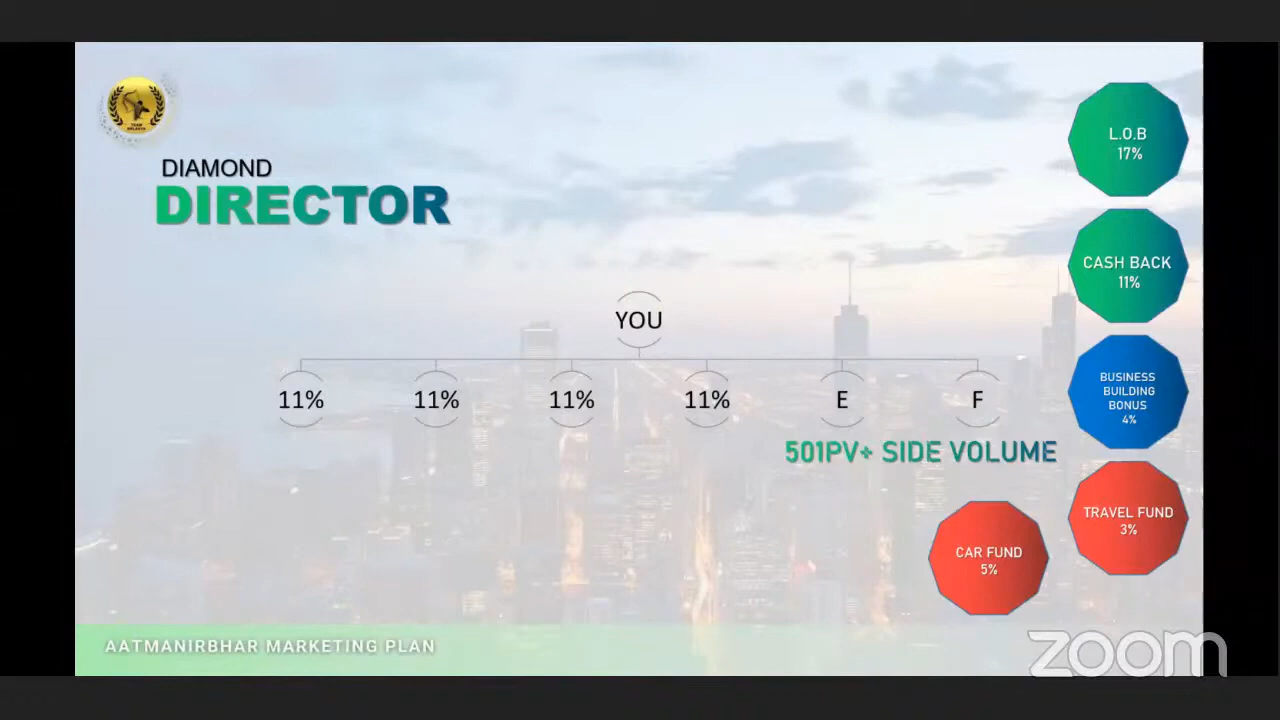 DIAMOND
DIRECTOR
YOU
11%
11%
11%
11%
E
F
501PV+ SIDE VOLUME
L.O.B
17%
CASH BACK
11%
BUSINESS
BUILDING
BONUS
4%
TRAVEL FUND
3%
CAR FUND
5%
AATMANIRBHAR MARKETING PLAN
zoom